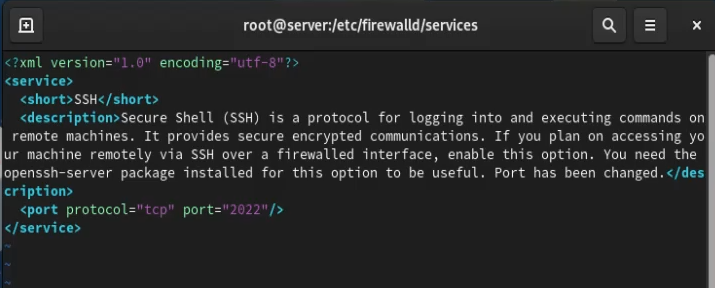 root@server:/etc/firewalld/services
<?xml version="1.0" encoding="utf-8"?>
<service>
  <short>SSH</short>
  <description>Secure Shell (SSH) is a protocol for logging into and executing commands on
 remote machines. It provides secure encrypted communications. If you plan on accessing yo
ur machine remotely via SSH over a firewalled interface, enable this option. You need the
openssh-server package installed for this option to be useful. Port has been changed.</des
cription>
  <port protocol="tcp" port="2022"/>
</service>
~
~
~